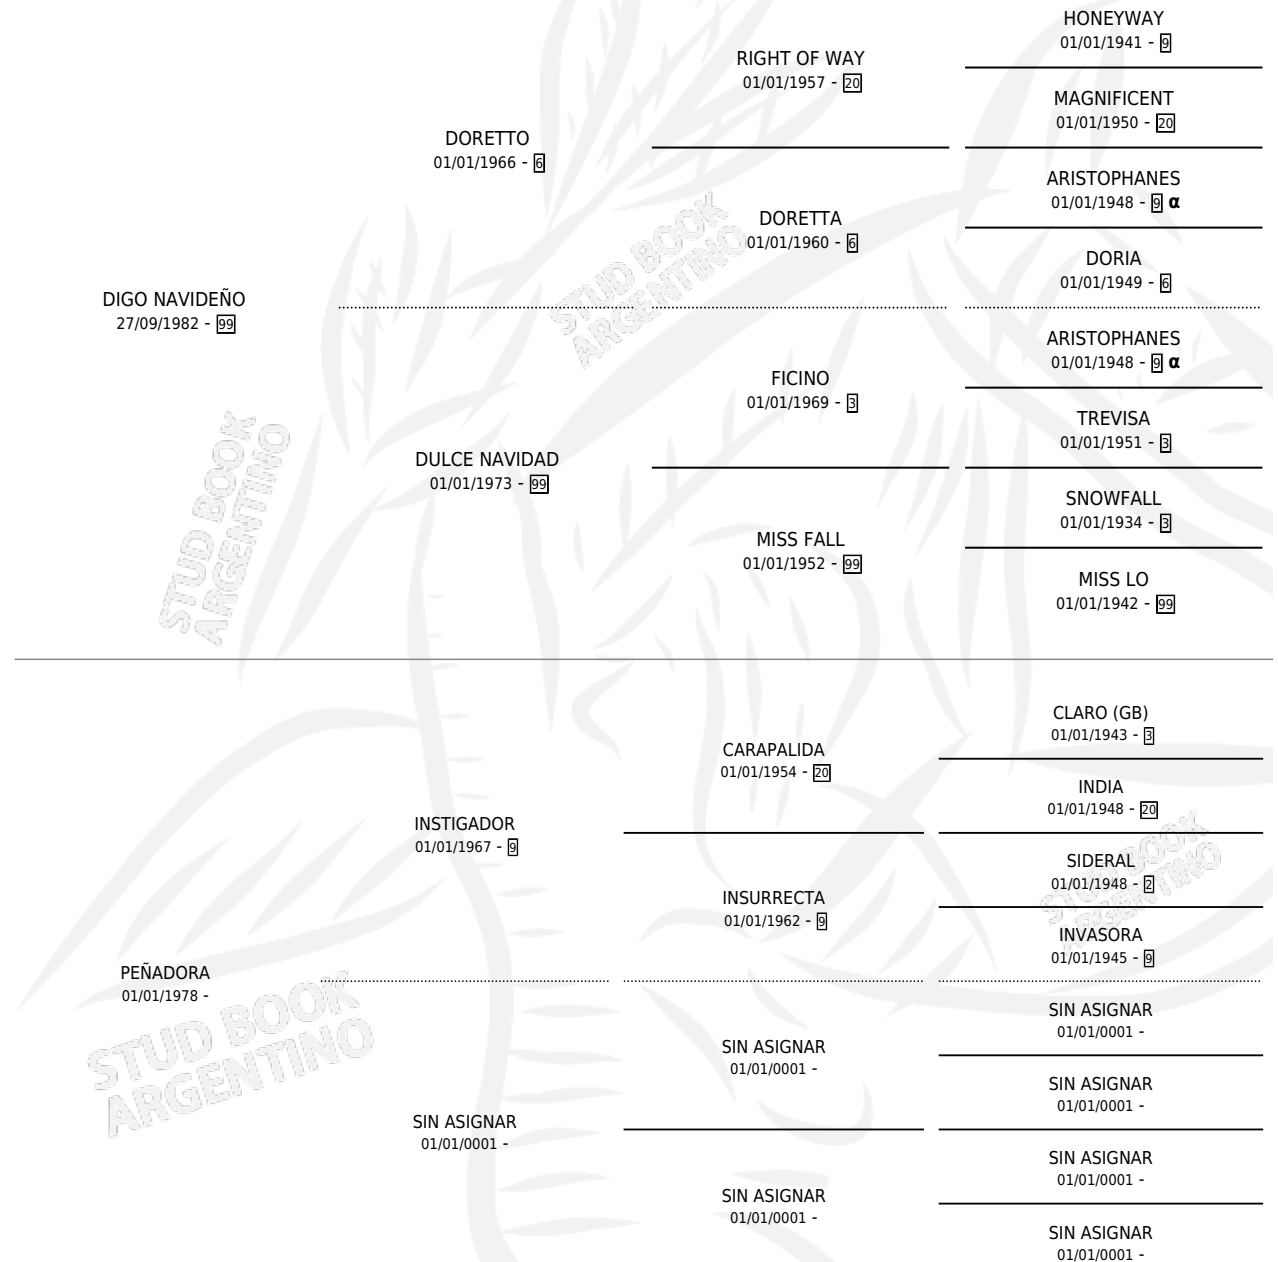 HONEYWAY
01/01/1941 - 9
RIGHT OF WAY
01/01/1957 - 20
MAGNIFICENT
01/01/1950 - 20
DORETTO
01/01/1966 - 6
ARISTOPHANES
01/01/1948 - 9 α
DORETTA
01/01/1960 - 6
DORIA
01/01/1949 - 6
STUD BOOK
ARGENTINO
DIGO NAVIDEÑO
27/09/1982 - 99
ARISTOPHANES
01/01/1948 - 9 α
FICINO
01/01/1969 - 3
TREVISA
01/01/1951 - 3
DULCE NAVIDAD
01/01/1973 - 99
SNOWFALL
01/01/1934 - 3
MISS FALL
01/01/1952 - 99
MISS LO
01/01/1942 - 99
STUD BOOK
ARGENTINO
CLARO (GB)
01/01/1943 - 3
CARAPALIDA
01/01/1954 - 20
INDIA
01/01/1948 - 20
INSTIGADOR
01/01/1967 - 9
SIDERAL
01/01/1948 - 2
INSURRECTA
01/01/1962 - 9
INVASORA
01/01/1945 - 9
STUD BOOK
ARGENTINO
PEÑADORA
01/01/1978 -
SIN ASIGNAR
01/01/0001 -
SIN ASIGNAR
01/01/0001 -
SIN ASIGNAR
01/01/0001 -
STUD BOOK
ARGENTINO
SIN ASIGNAR
01/01/0001 -
SIN ASIGNAR
01/01/0001 -
SIN ASIGNAR
01/01/0001 -
SIN ASIGNAR
01/01/0001 -